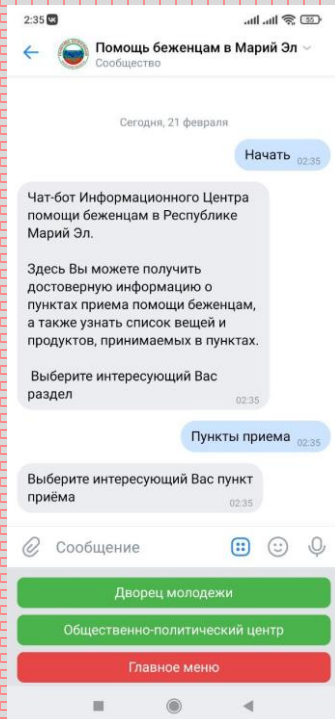 2:35
55
Помощь беженцам в Марий Эл
Сообщество
Сегодня, 21 февраля
Начать 02:35
Чат-бот Информационного Центра
помощи беженцам в Республике
Марий Эл.
Здесь Вы можете получить
достоверную информацию о
пунктах приема помощи беженцам,
а также узнать список вещей и
продуктов, принимаемых в пунктах.
Выберите интересующий Вас
раздел 02:35
Пункты приема 02:35
Выберите интересующий Вас пункт
приёма 02:35
Сообщение
Дворец молодежи
Общественно-политический центр
Главное меню